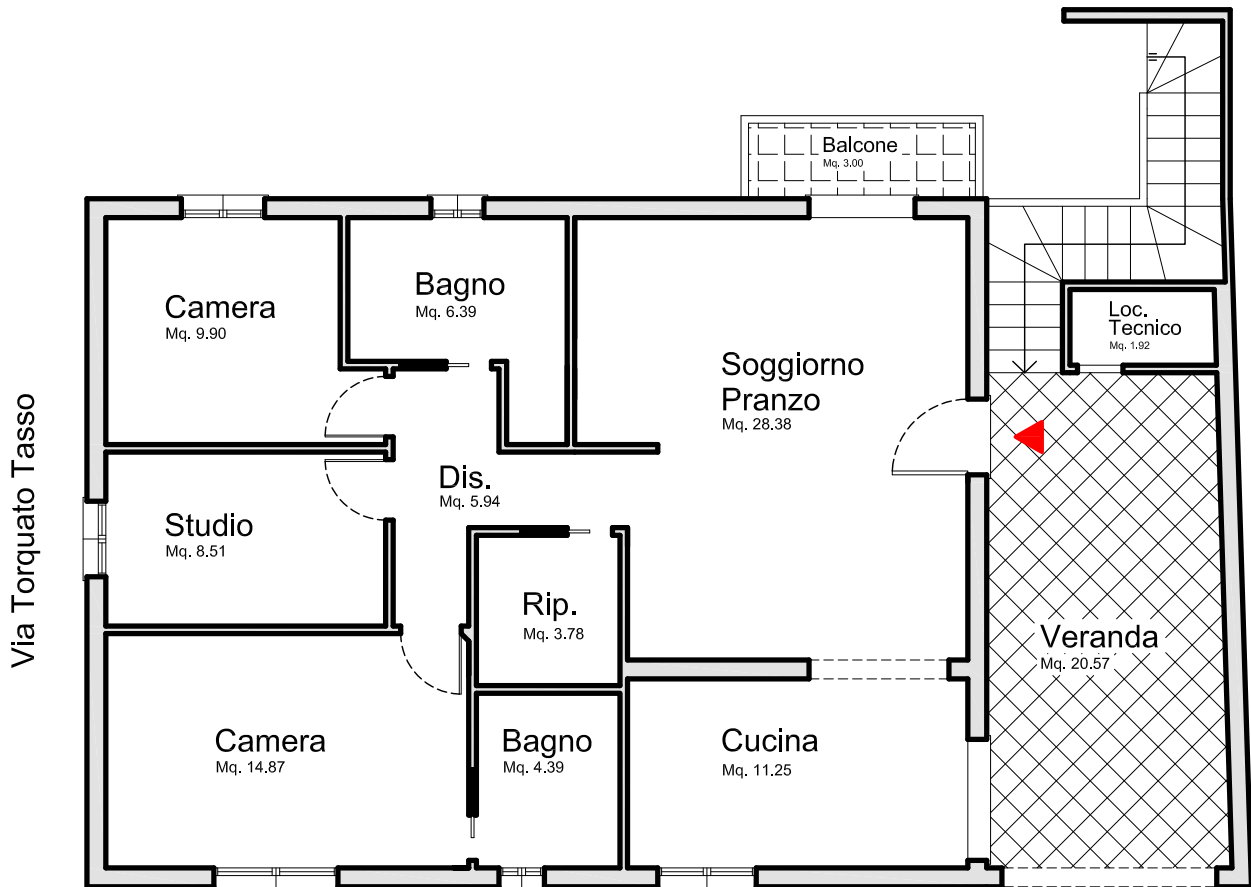 Balcone
Mq. 3.00
Camera
Mq. 9.90
Bagno
Mq. 6.39
Soggiorno
Pranzo
Mq. 28.38
Loc.
Tecnico
Mq. 1.92
Via Torquato Tasso
Studio
Mq. 8.51
Dis.
Mq. 5.94
Rip.
Mq. 3.78
Veranda
Mq. 20.57
Camera
Mq. 14.87
Bagno
Mq. 4.39
Cucina
Mq. 11.25